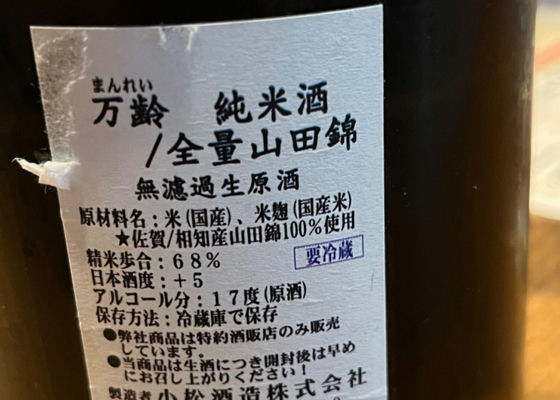 まんれい
万齢 純米酒
/全量山田錦
無濾過生原酒
原材料名：米(国産)、米麹(国産米)
★佐賀/相知産山田錦100%使用
精米歩合：68%
要冷蔵
日本酒度：+5
アルコール分：17度(原酒)
保存方法：冷蔵庫で保存
●弊社商品は特約酒販店のみ販売
しています。
●当商品は生酒につき開封後は早め
にお召し上がりください！
製造者 小松酒造株式会社